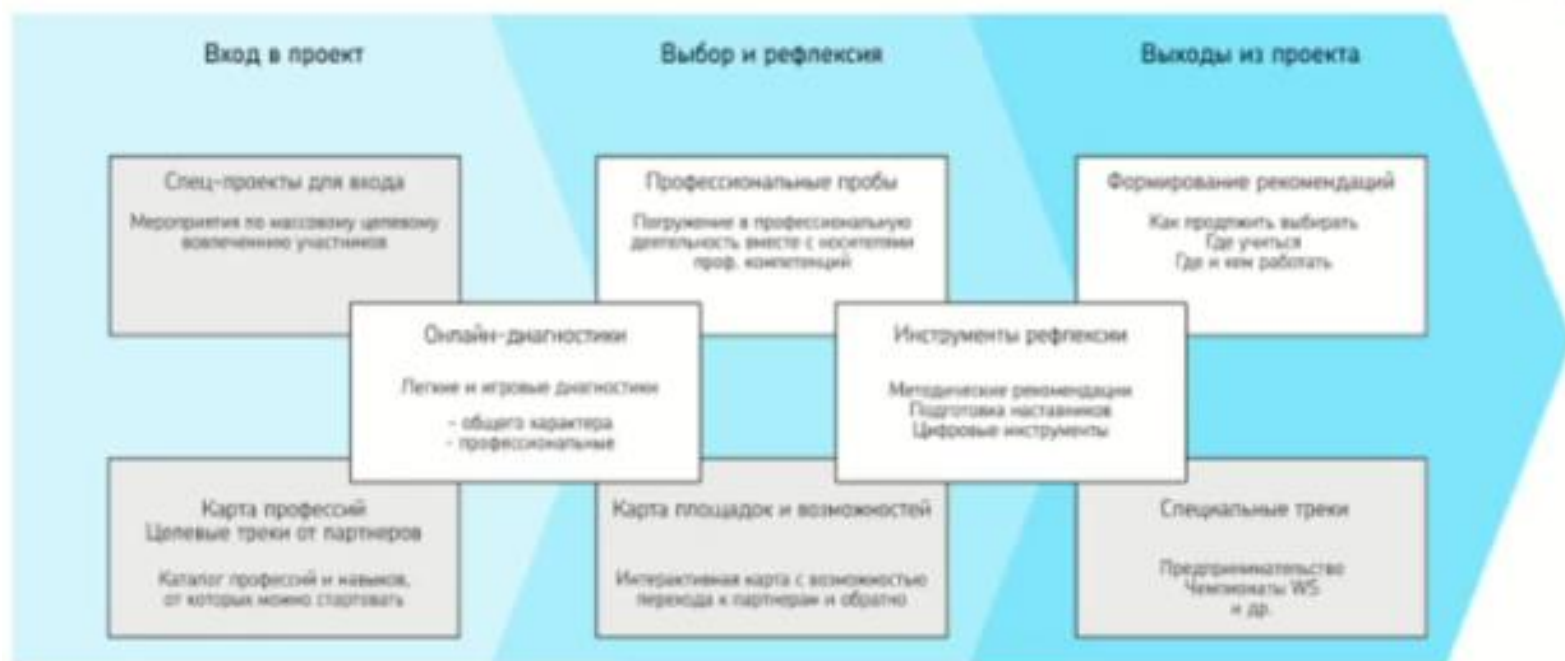 Вход в проект
Выбор и рефлексия
Выходы из проекта
Спец-проекты для входа
Мероприятия по массовому целевому
вовлечению участников
Профессиональные пробы
Погружение в профессиональную
деятельность вместе с носителями
проф. компетенций
Формирование рекомендаций
Как продлжить выбирать
Где учиться
Где и кем работать
Онлайн-диагностики
Легкие и игровые диагностики
- общего характера
- профессиональные
Инструменты рефлексии
Методические рекомендации
Подготовка наставников
Цифровые инструменты
Карта профессий
Целевые треки от партнеров
Каталог профессий и навыков,
от которых можно стартовать
Карта площадок и возможностей
Интерактивная карта с возможностью
перехода к партнерам и обратно
Специальные треки
Предпринимательство
Чемпионаты WS
и др.